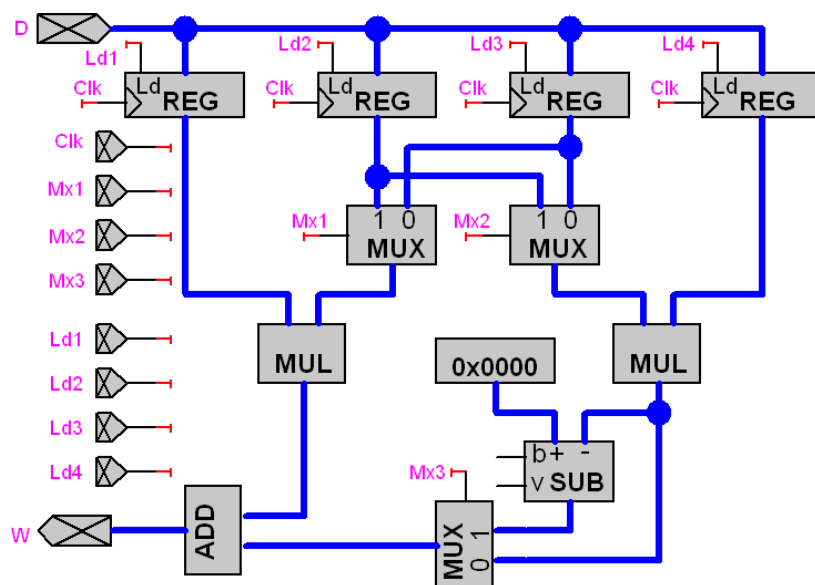 D
Ld1 Ld2 Ld3 Ld4
Ld Ld Ld Ld
Clk REG Clk REG Clk REG Clk REG
Clk
Mx1
1 0 1 0
Mx1 MUX Mx2 MUX
Mx2
Mx3
Ld1
MUL 0x0000 MUL
Ld2
Ld3
b + -
v SUB
Ld4
Mx3
W ADD MUX 0 1